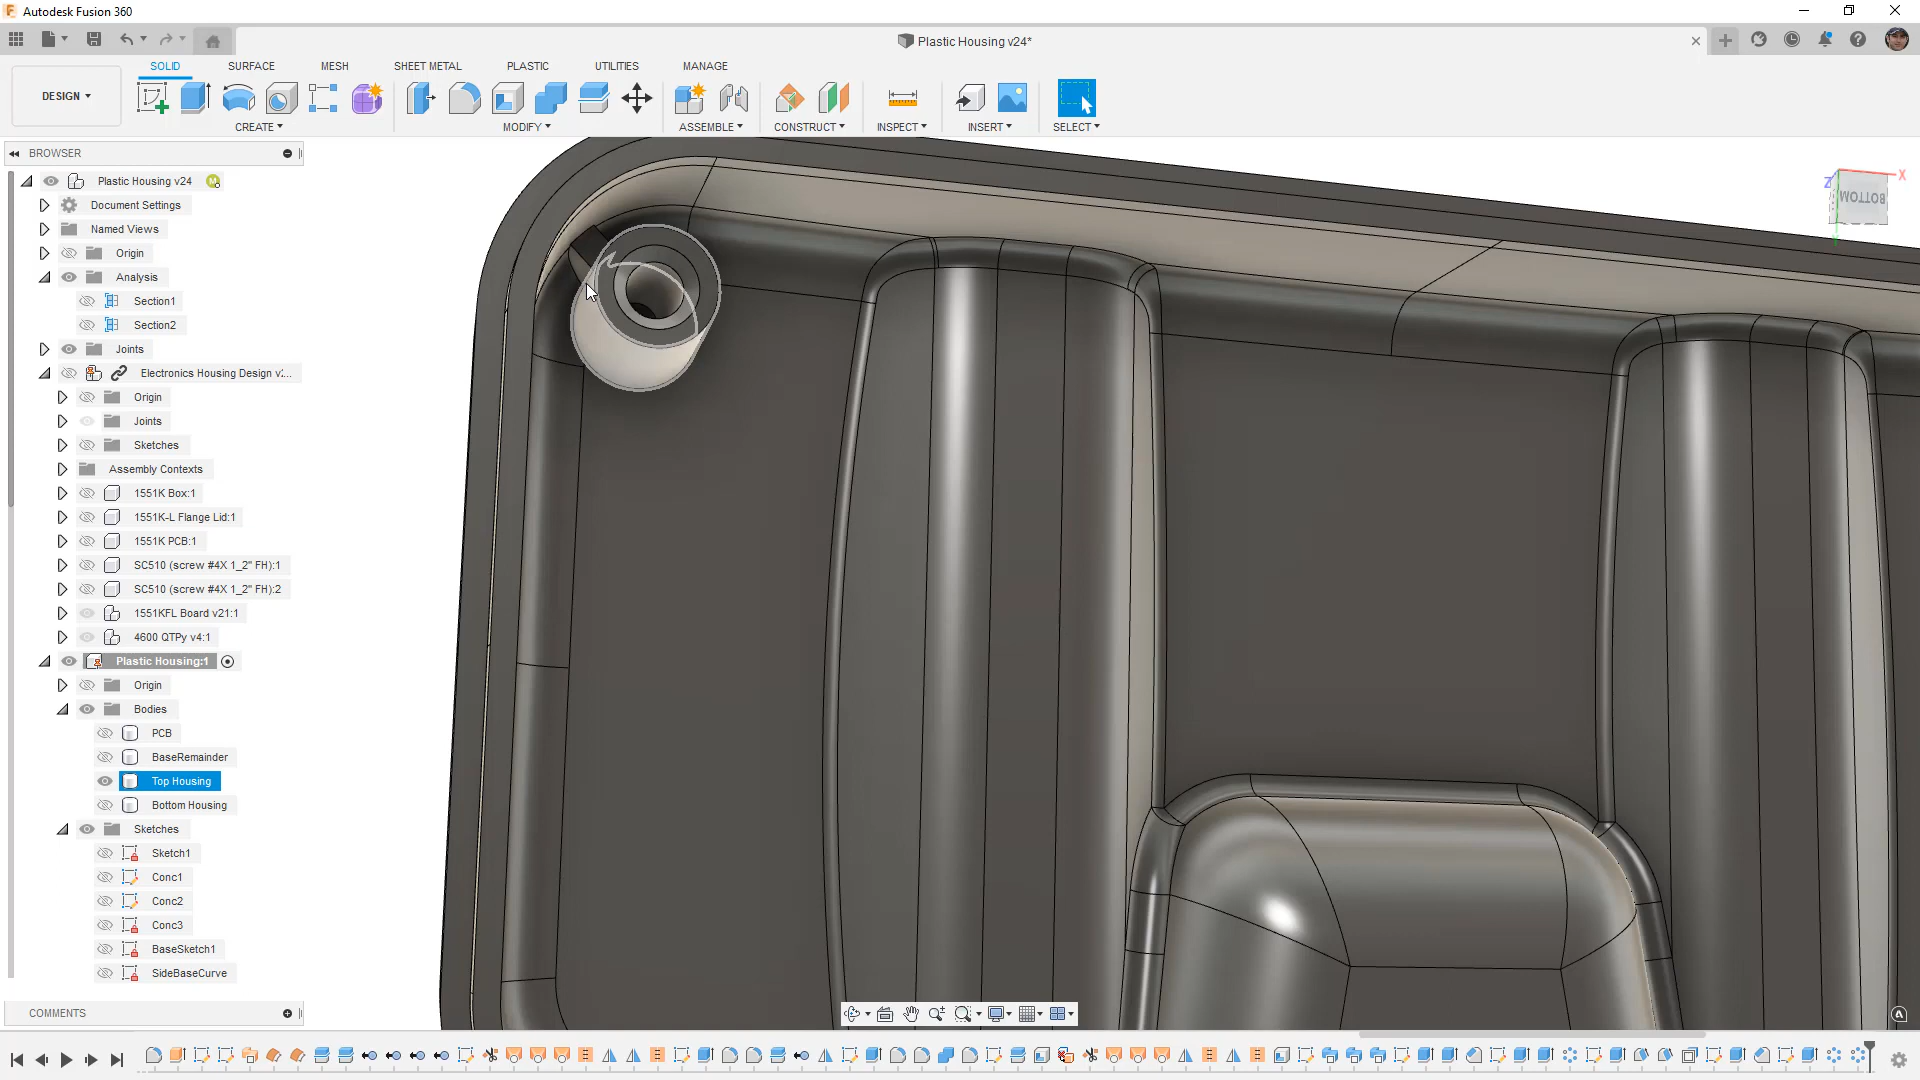 Autodesk Fusion 360
Plastic Housing v24*
SOLID
SURFACE
MESH
SHEET METAL
PLASTIC
UTILITIES
MANAGE
DESIGN
CREATE
MODIFY
ASSEMBLE
CONSTRUCT
INSPECT
INSERT
SELECT
BROWSER
Plastic Housing v24
Document Settings
Named Views
Origin
Analysis
Section1
Section2
Joints
Electronics Housing Design v:...
Origin
Joints
Sketches
Assembly Contexts
1551K Box:1
1551K-L Flange Lid:1
1551K PCB:1
SC510 (screw #4X 1_2" FH):1
SC510 (screw #4X 1_2" FH):2
1551KFL Board v21:1
4600 QTPy v4:1
Plastic Housing:1
Origin
Bodies
PCB
BaseRemainder
Top Housing
Bottom Housing
Sketches
Sketch1
Conc1
Conc2
Conc3
BaseSketch1
SideBaseCurve
COMMENTS
BOTTOM
X
Z
Y